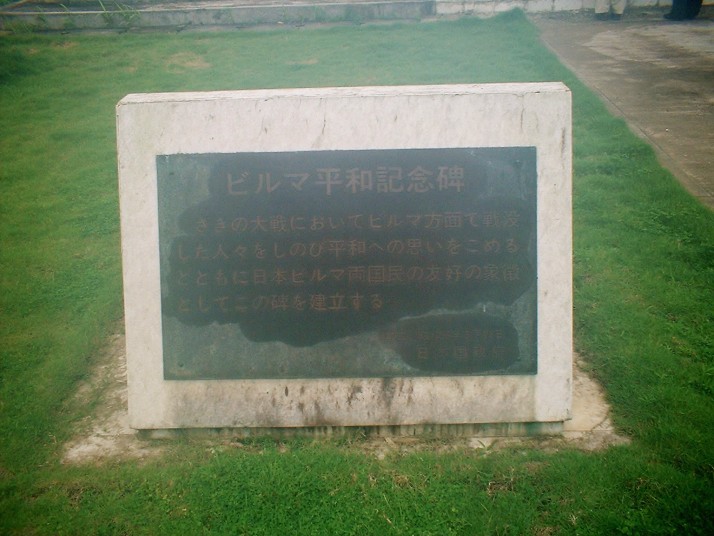 ビルマ平和記念碑
さきの大戦においてビルマ方面で戦没
した人々をしのび平和への思いをこめる
とともに日本ビルマ両国民の友好の象徴
としてこの碑を建立する